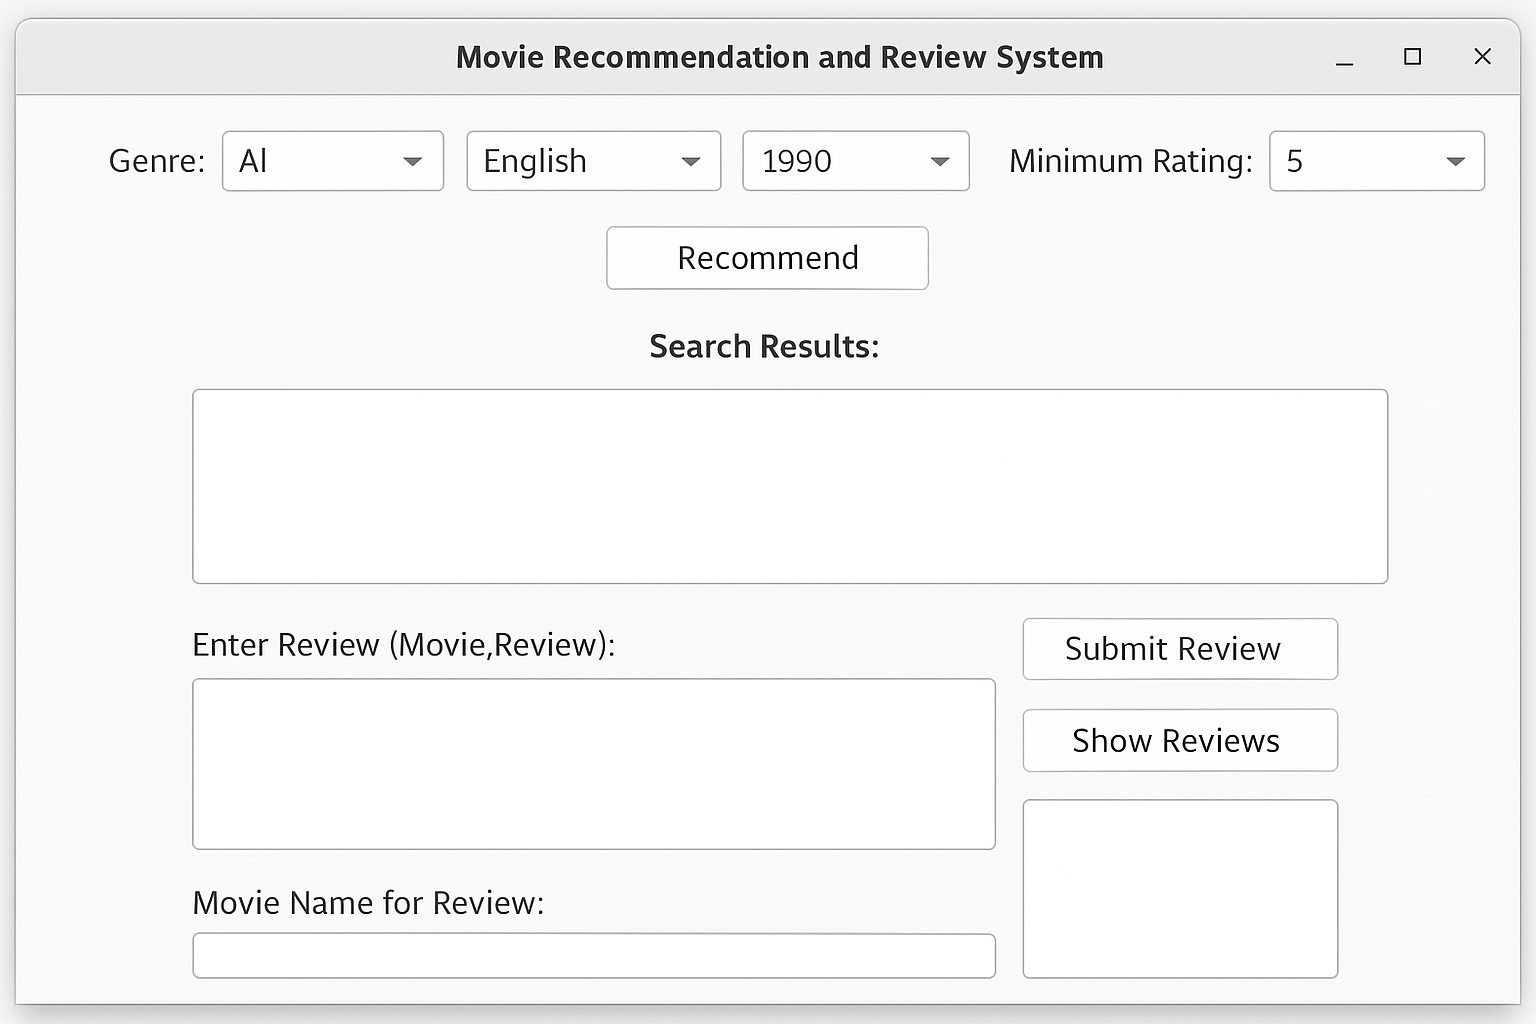 Movie Recommendation and Review System
Genre: Al English 1990 Minimum Rating: 5
Recommend
Search Results:
Enter Review (Movie,Review):
Submit Review
Show Reviews
Movie Name for Review: